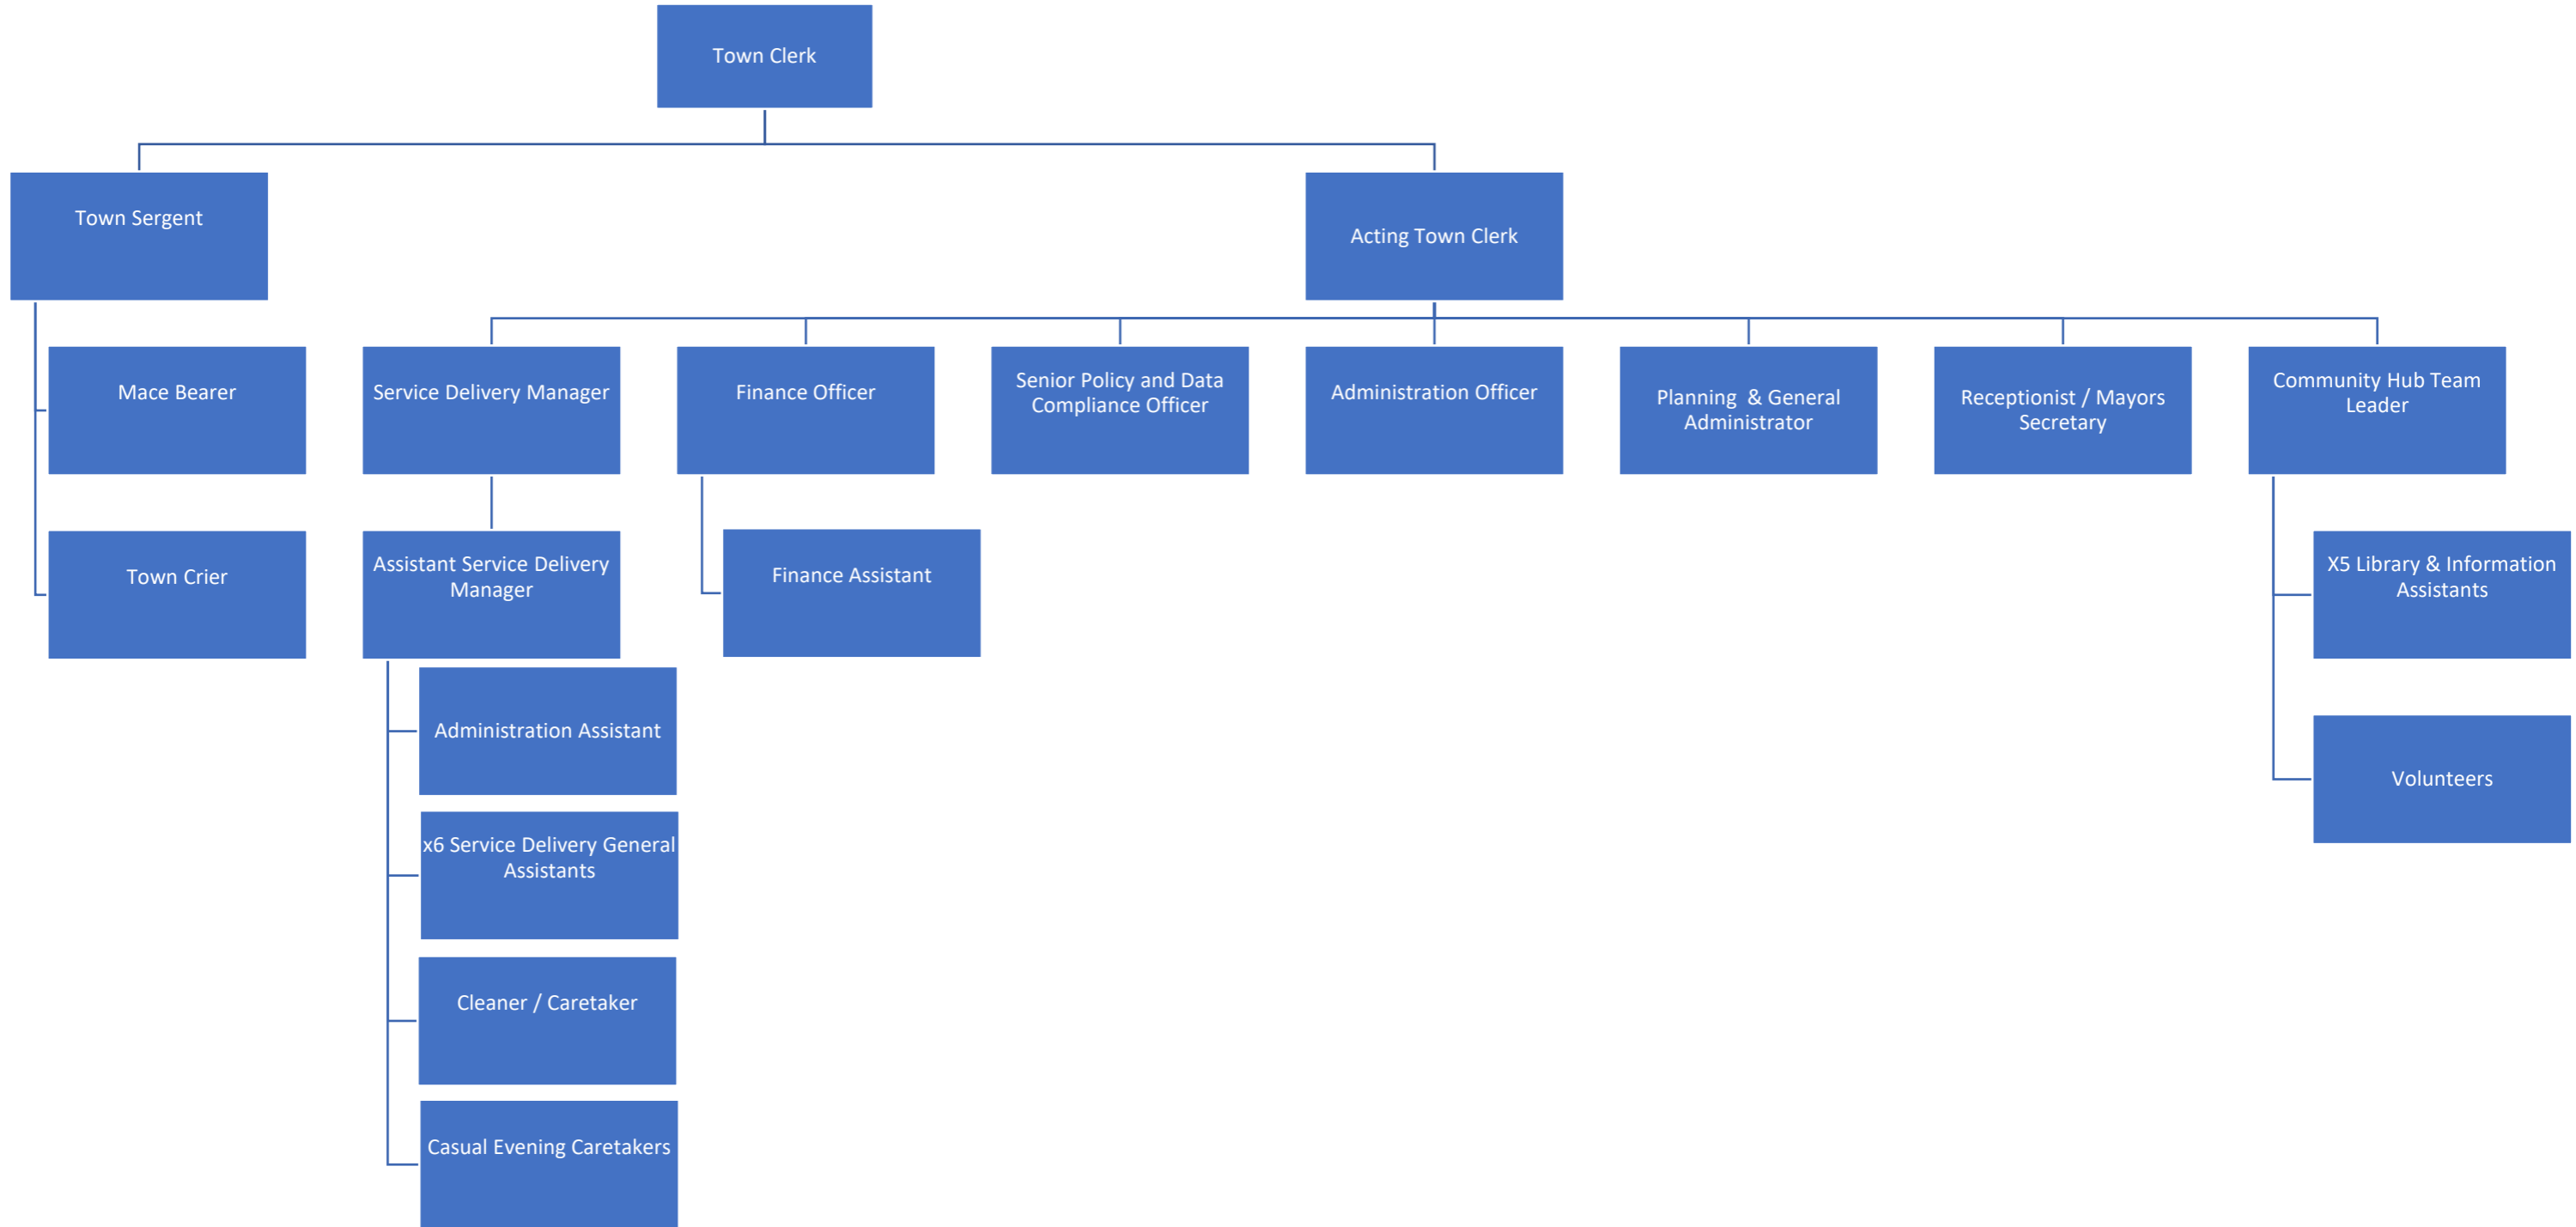 Town Clerk
Town Sergent
Acting Town Clerk
Mace Bearer
Service Delivery Manager
Finance Officer
Senior Policy and Data
Compliance Officer
Administration Officer
Planning & General
Administrator
Receptionist / Mayors
Secretary
Community Hub Team
Leader
Town Crier
Assistant Service Delivery
Manager
Finance Assistant
X5 Library & Information
Assistants
Administration Assistant
Volunteers
x6 Service Delivery General
Assistants
Cleaner / Caretaker
Casual Evening Caretakers